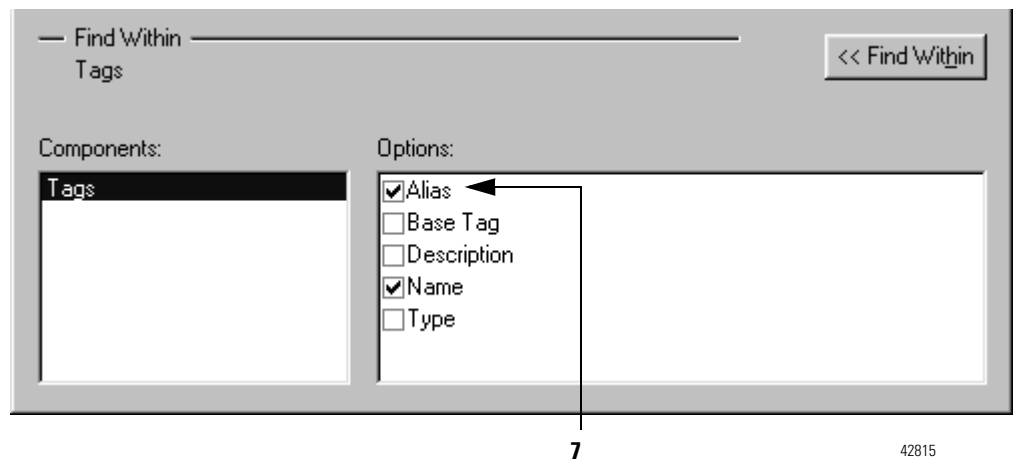 Find Within
Tags
<< Find Within
Components:
Options:
Tags
Alias
Base Tag
Description
Name
Type
7
42815